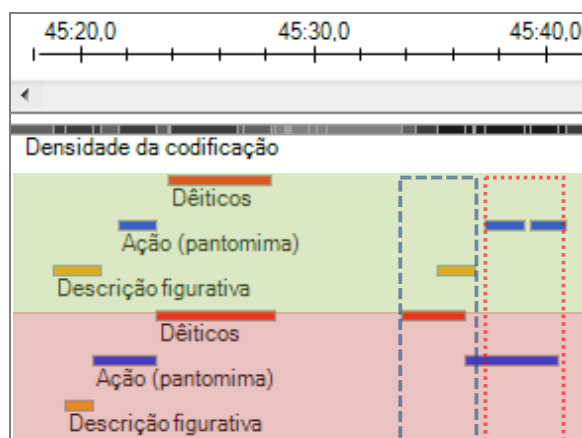 45:20,0 45:30,0 45:40,0
Densidade da codificação
Dêiticos
Ação (pantomima)
Descrição figurativa
Dêiticos
Ação (pantomima)
Descrição figurativa